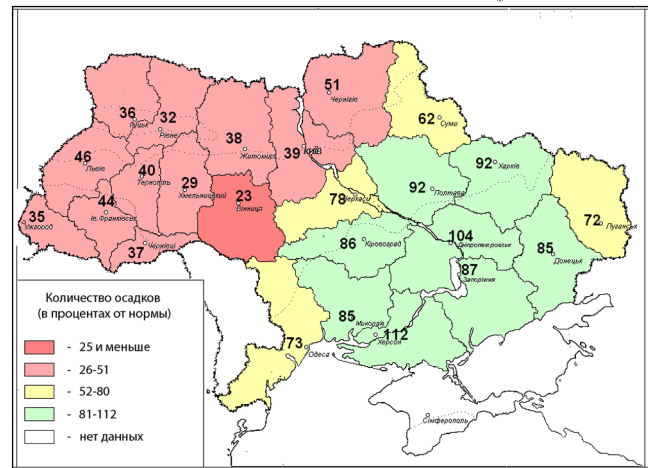 51
Чернігів
36
Луцьк
32
Рівне
62
Суми
38
Житомир
39
КИЇВ
46
Львів
40
Тернопіль
29
Хмельницкий
23
Вінниця
92
Полтава
92
Харків
78
Черкаси
72
Луганськ
44
Ів. Франківськ
35
Ужгород
37
Чернівці
86
Кіровоград
104
Дніпропетровськ
85
Донецьк
87
Запоріжжя
85
Миколаїв
112
Херсон
73
Одеса
Сімферополь
Количество осадков
(в процентах от нормы)
- 25 и меньше
- 26-51
- 52-80
- 81-112
- нет данных